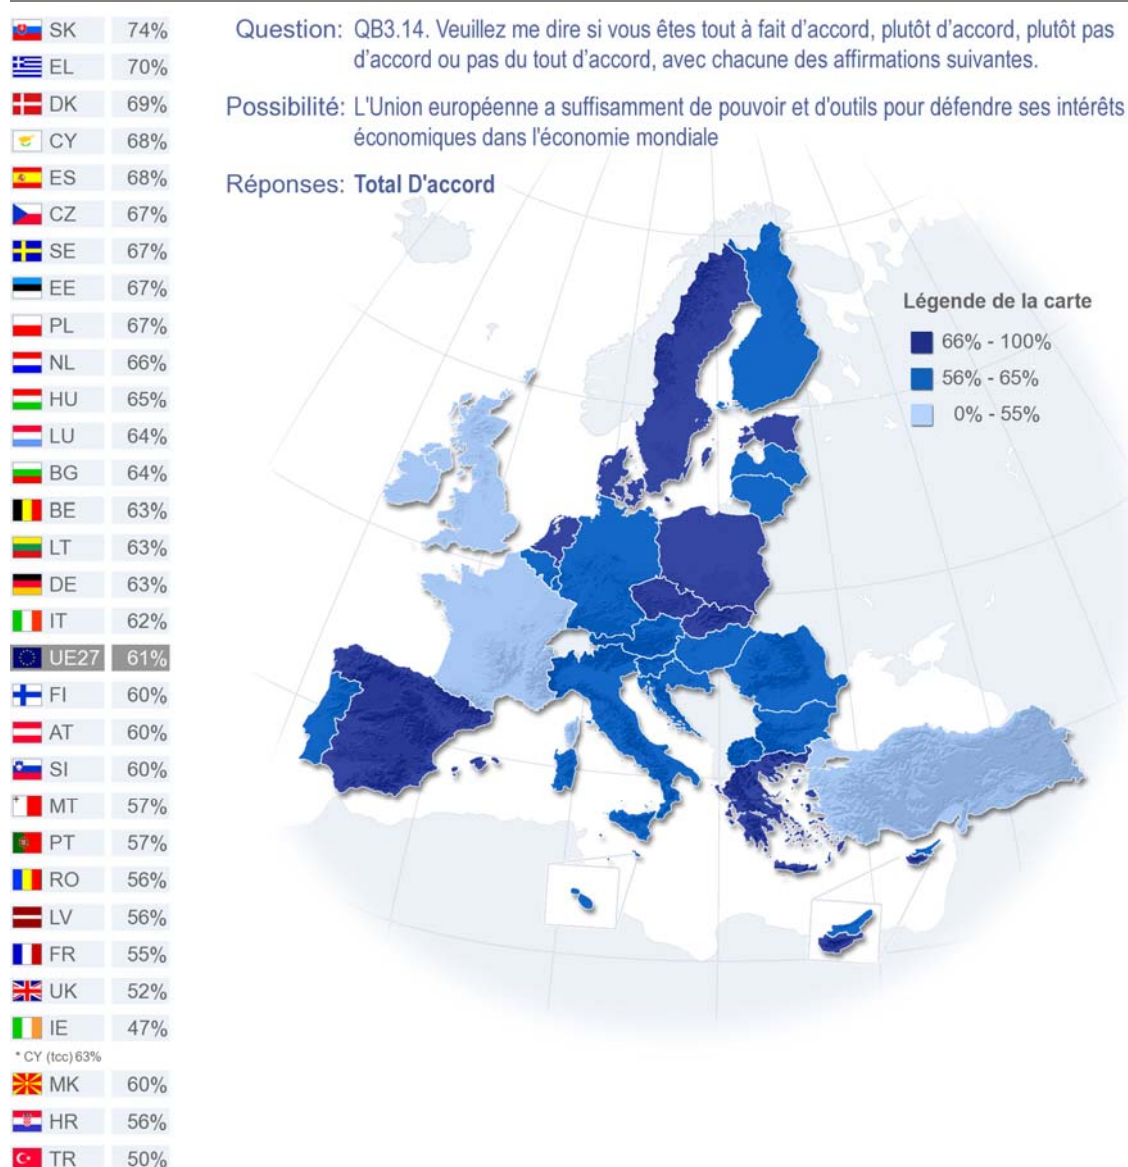 SK 74%
EL 70%
DK 69%
CY 68%
ES 68%
CZ 67%
SE 67%
EE 67%
PL 67%
NL 66%
HU 65%
LU 64%
BG 64%
BE 63%
LT 63%
DE 63%
IT 62%
UE27 61%
FI 60%
AT 60%
SI 60%
MT 57%
PT 57%
RO 56%
LV 56%
FR 55%
UK 52%
IE 47%
* CY (tcc) 63%
MK 60%
HR 56%
TR 50%
Question: QB3.14. Veuillez me dire si vous êtes tout à fait d’accord, plutôt d’accord, plutôt pas
d’accord ou pas du tout d’accord, avec chacune des affirmations suivantes.
Possibilité: L'Union européenne a suffisamment de pouvoir et d'outils pour défendre ses intérêts
économiques dans l'économie mondiale
Réponses: Total D'accord
Légende de la carte
66% - 100%
56% - 65%
0% - 55%